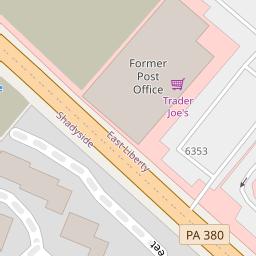 Former
Post
Office
Trader
Joe's
Shadyside
East Liberty
6353
PA 380